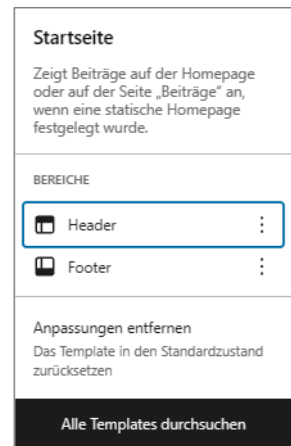 Startseite
Zeigt Beiträge auf der Homepage
oder auf der Seite „Beiträge" an,
wenn eine statische Homepage
festgelegt wurde.
BEREICHE
Header
Footer
Anpassungen entfernen
Das Template in den Standardzustand
zurücksetzen
Alle Templates durchsuchen